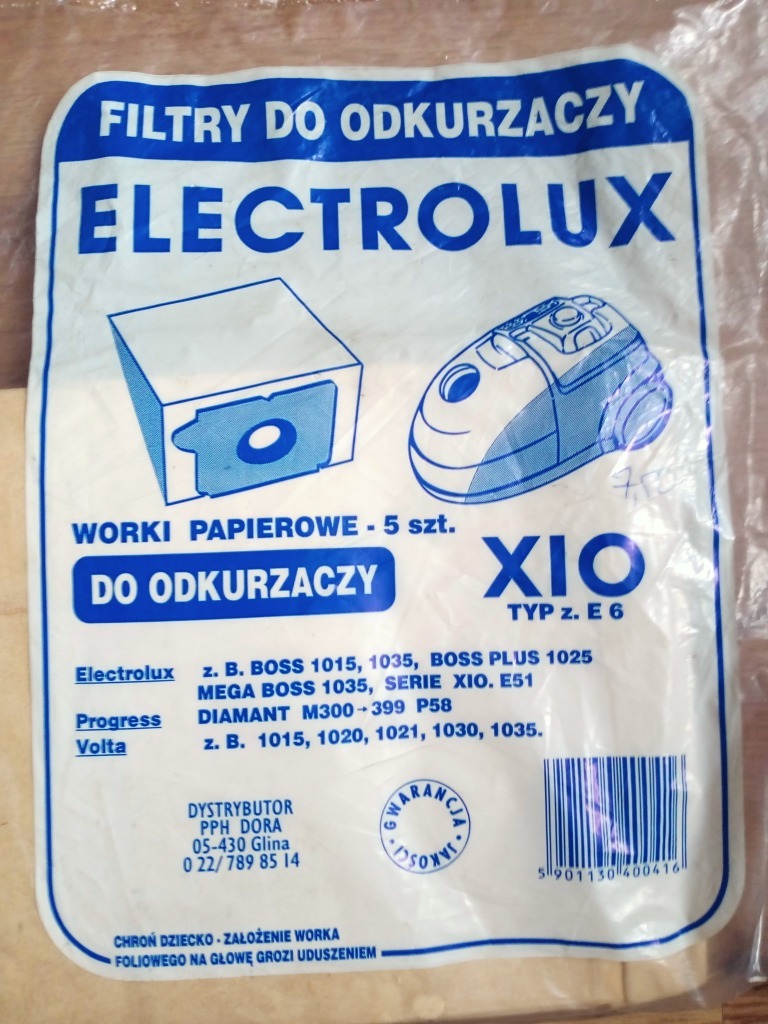 FILTRY DO ODKURZACZY
ELECTROLUX
WORKI PAPIEROWE - 5 szt.
DO ODKURZACZY
XIO
TYP z. E 6
Electrolux z. B. BOSS 1015, 1035, BOSS PLUS 1025
MEGA BOSS 1035, SERIE XIO. E51
Progress DIAMANT M300→399 P58
Volta z. B. 1015, 1020, 1021, 1030, 1035.
DYSTRYBUTOR
PPH DORA
05-430 Glina
0 22/ 789 85 14
GWARANCJA · JAKOŚCI ·
5 901130 400416
CHROŃ DZIECKO - ZAŁOŻENIE WORKA
FOLIOWEGO NA GŁOWĘ GROZI UDUSZENIEM